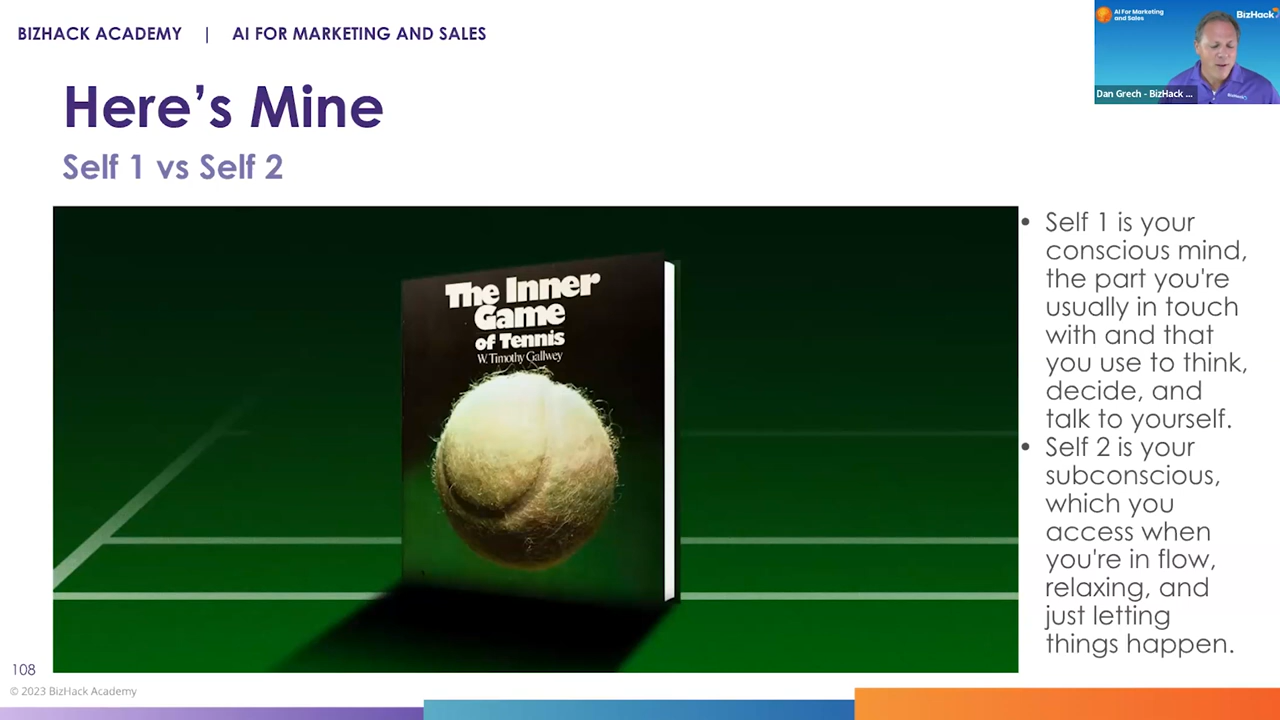 BIZHACK ACADEMY | AI FOR MARKETING AND SALES
AI For Marketing
and Sales
BizHack
Dan Grech - BizHack ...
Here's Mine
Self 1 vs Self 2
The Inner
Game
of Tennis
W. Timothy Gallwey
• Self 1 is your
conscious mind,
the part you're
usually in touch
with and that
you use to think,
decide, and
talk to yourself.
• Self 2 is your
subconscious,
which you
access when
you're in flow,
relaxing, and
just letting
things happen.
108
© 2023 BizHack Academy